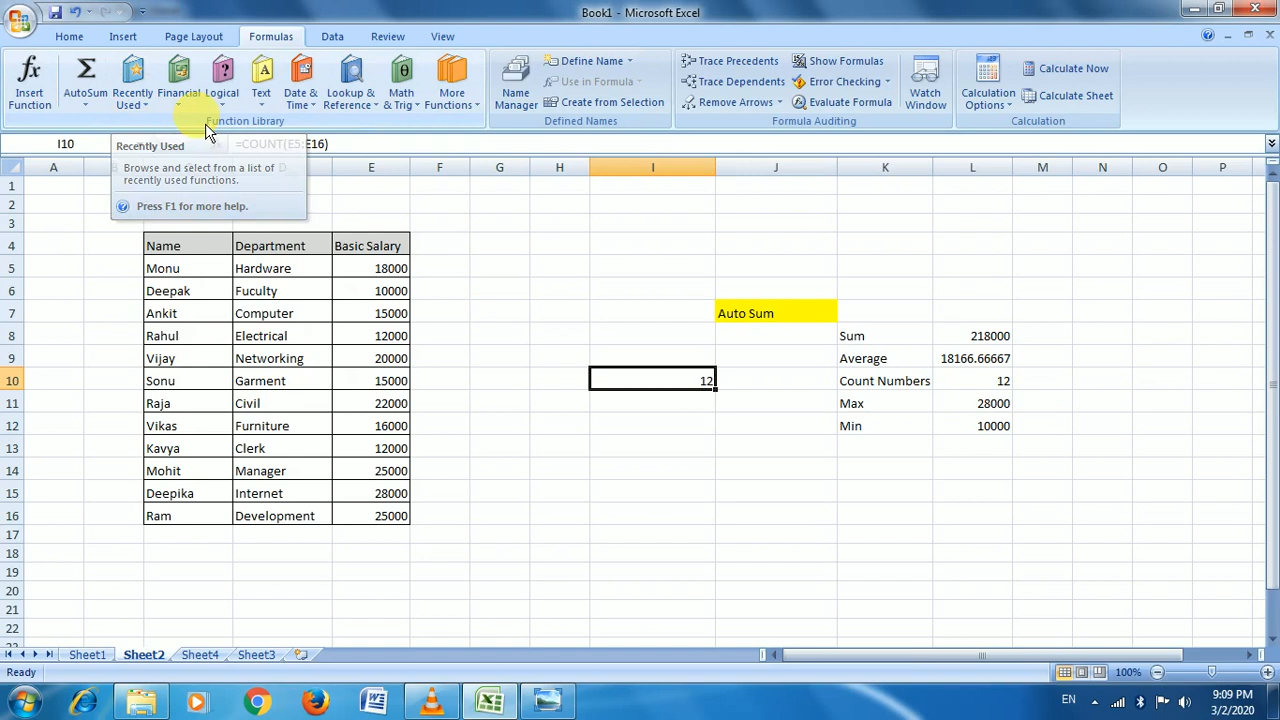 Book1 - Microsoft Excel
Home Insert Page Layout Formulas Data Review View
Insert Function
AutoSum
Recently Used
Financial
Logical
Text
Date & Time
Lookup & Reference
Math & Trig
More Functions
Function Library
Name Manager
Define Name
Use in Formula
Create from Selection
Defined Names
Trace Precedents
Trace Dependents
Remove Arrows
Show Formulas
Error Checking
Evaluate Formula
Formula Auditing
Watch Window
Calculation Options
Calculate Now
Calculate Sheet
Calculation
I10 =COUNT(E5:E16)
Recently Used
Browse and select from a list of
recently used functions.
Press F1 for more help.
A D E F G H I J K L M N O P
1
2
3
4 Name Department Basic Salary
5 Monu Hardware 18000
6 Deepak Fuculty 10000
7 Ankit Computer 15000 Auto Sum
8 Rahul Electrical 12000 Sum 218000
9 Vijay Networking 20000 Average 18166.66667
10 Sonu Garment 15000 12 Count Numbers 12
11 Raja Civil 22000 Max 28000
12 Vikas Furniture 16000 Min 10000
13 Kavya Clerk 12000
14 Mohit Manager 25000
15 Deepika Internet 28000
16 Ram Development 25000
17
18
19
20
21
22
Sheet1 Sheet2 Sheet4 Sheet3
Ready 100%
EN 9:09 PM
3/2/2020